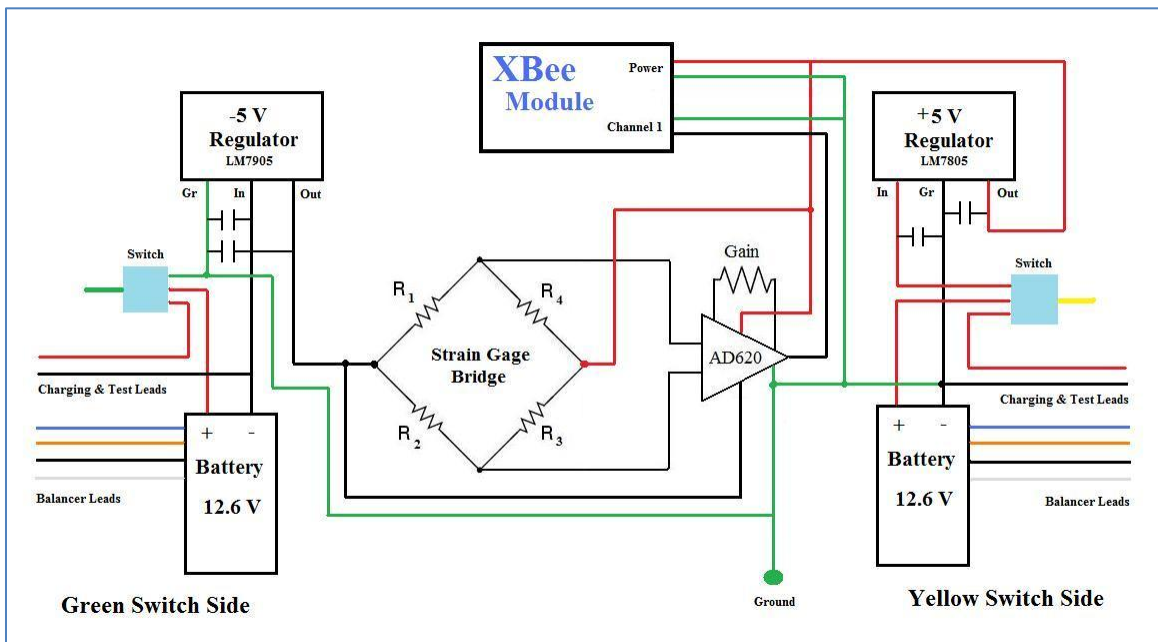 XBee
Module
Power
Channel 1
-5 V
Regulator
LM7905
Gr In Out
+5 V
Regulator
LM7805
In Gr Out
Switch
Switch
Gain
R1
R4
Strain Gage
Bridge
AD620
R2
R3
Charging & Test Leads
Charging & Test Leads
+ -
Battery
12.6 V
+ -
Battery
12.6 V
Balancer Leads
Balancer Leads
Ground
Green Switch Side
Yellow Switch Side